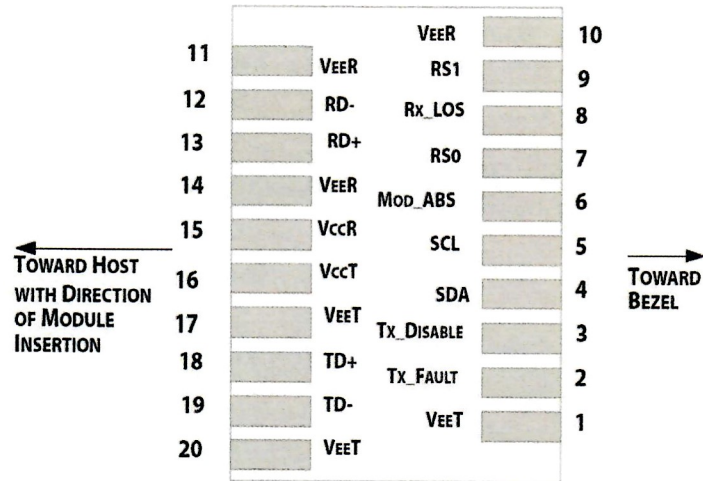 VEER 10
11 VEER
RS1 9
12 RD-
RX_LOS 8
13 RD+
RS0 7
14 VEER
MOD_ABS 6
15 VCCR
SCL 5
TOWARD HOST
WITH DIRECTION
OF MODULE
INSERTION
16 VCCT
SDA 4
TOWARD
BEZEL
17 VEET
TX_DISABLE 3
18 TD+
TX_FAULT 2
19 TD-
VEET 1
20 VEET